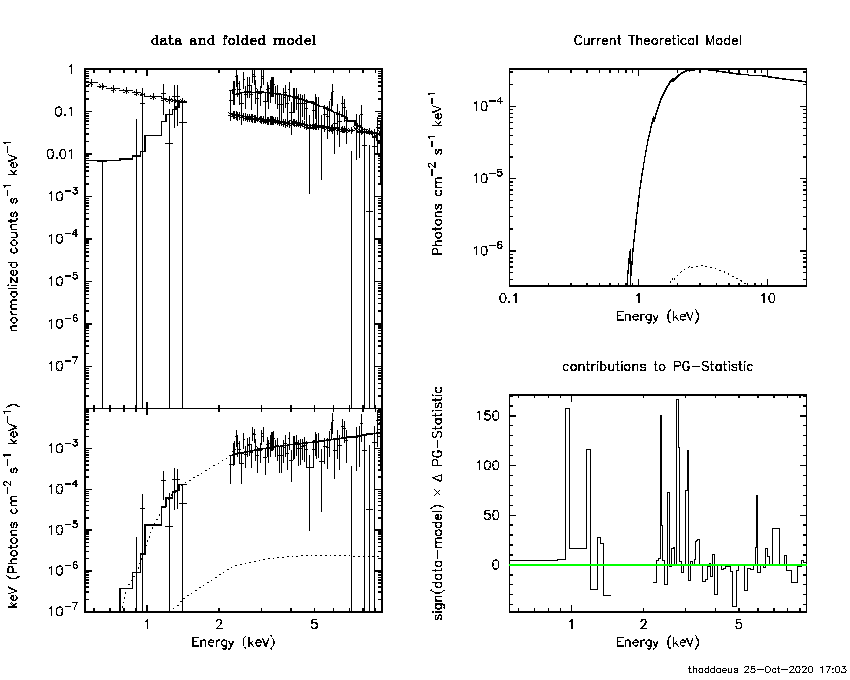 data and folded model
normalized counts s⁻¹ keV⁻¹
1
0.1
0.01
10⁻³
10⁻⁴
10⁻⁵
10⁻⁶
10⁻⁷
keV (Photons cm⁻² s⁻¹ keV⁻¹)
10⁻³
10⁻⁴
10⁻⁵
10⁻⁶
10⁻⁷
1 2 5
Energy (keV)
Current Theoretical Model
Photons cm⁻² s⁻¹ keV⁻¹
10⁻⁴
10⁻⁵
10⁻⁶
0.1 1 10
Energy (keV)
contributions to PG-Statistic
sign(data-model) × Δ PG-Statistic
150
100
50
0
1 2 5
Energy (keV)
thaddaeus 25-Oct-2020 17:03